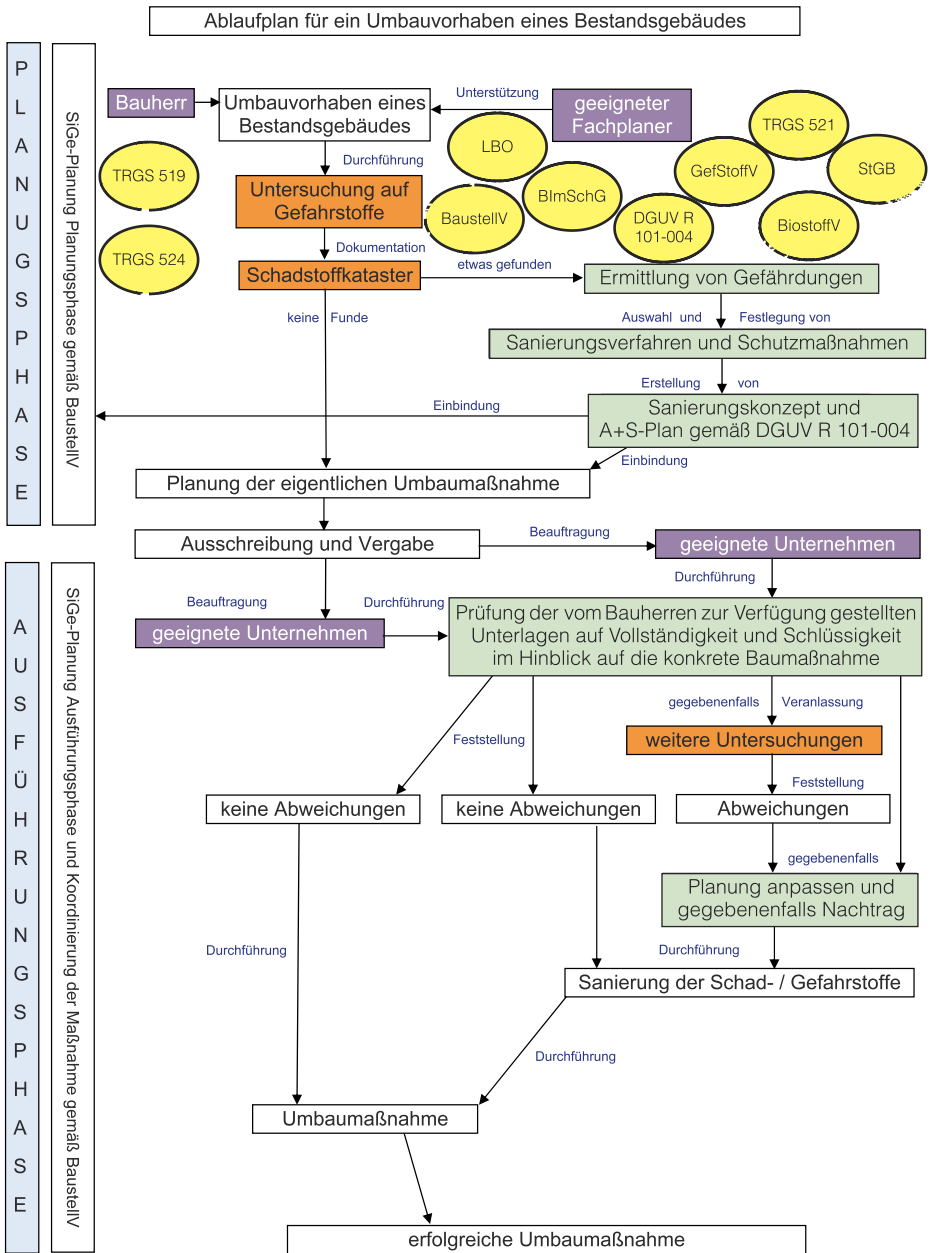 Ablaufplan für ein Umbauvorhaben eines Bestandsgebäudes
PLANUGSPHASE
SiGe-Planung Planungsphase gemäß BaustellV
Bauherr
Umbauvorhaben eines
Bestandsgebäudes
Unterstützung
geeigneter
Fachplaner
TRGS 519
TRGS 524
LBO
BaustellV
BImSchG
DGUV R
101-004
GefStoffV
TRGS 521
StGB
BiostoffV
Durchführung
Untersuchung auf
Gefahrstoffe
Dokumentation
Schadstoffkataster
etwas gefunden
Ermittlung von Gefährdungen
keine Funde
Auswahl und Festlegung von
Sanierungsverfahren und Schutzmaßnahmen
Erstellung von
Einbindung
Sanierungskonzept und
A+S-Plan gemäß DGUV R 101-004
Einbindung
Planung der eigentlichen Umbaumaßnahme
Ausschreibung und Vergabe
Beauftragung
geeignete Unternehmen
AUSFÜHRUNGSPHASE
SiGe-Planung Ausführungsphase und Koordinierung der Maßnahme gemäß BaustellV
Durchführung
Beauftragung
Durchführung
geeignete Unternehmen
Prüfung der vom Bauherren zur Verfügung gestellten
Unterlagen auf Vollständigkeit und Schlüssigkeit
im Hinblick auf die konkrete Baumaßnahme
gegebenenfalls Veranlassung
Feststellung
weitere Untersuchungen
Feststellung
keine Abweichungen
keine Abweichungen
Abweichungen
gegebenenfalls
Planung anpassen und
gegebenenfalls Nachtrag
Durchführung
Durchführung
Sanierung der Schad- / Gefahrstoffe
Durchführung
Umbaumaßnahme
erfolgreiche Umbaumaßnahme